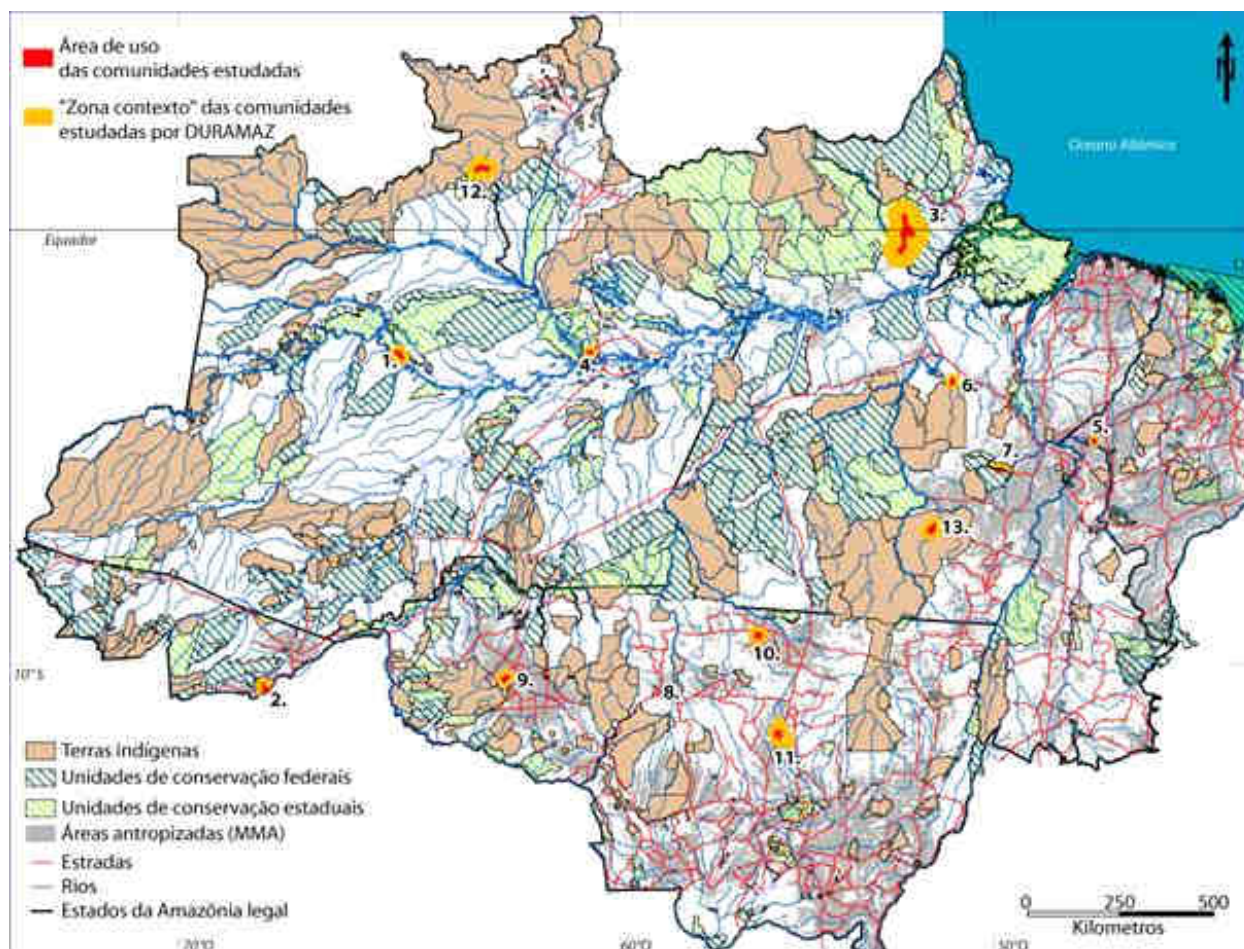 Área de uso
das comunidades estudadas
"Zona contexto" das comunidades
estudadas por DURAMAZ
N
Oceano Atlântico
12.
3.
Equador
1.
4.
6.
5.
7
13.
10.
10°S
2.
9.
8.
11.
Terras indígenas
Unidades de conservação federais
Unidades de conservação estaduais
Áreas antropizadas (MMA)
Estradas
Rios
Estados da Amazônia legal
0 250 500
Kilometros
70°O
60°O
50°O